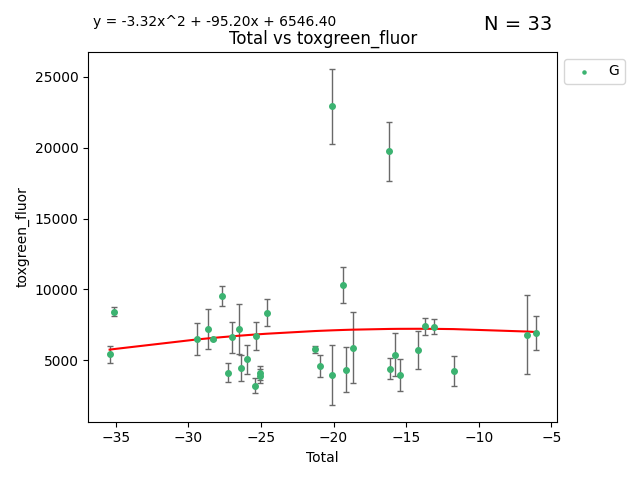 y = -3.32x^2 + -95.20x + 6546.40
N = 33
Total vs toxgreen_fluor
G
25000
20000
15000
10000
5000
toxgreen_fluor
−35
−30
−25
−20
−15
−10
−5
Total